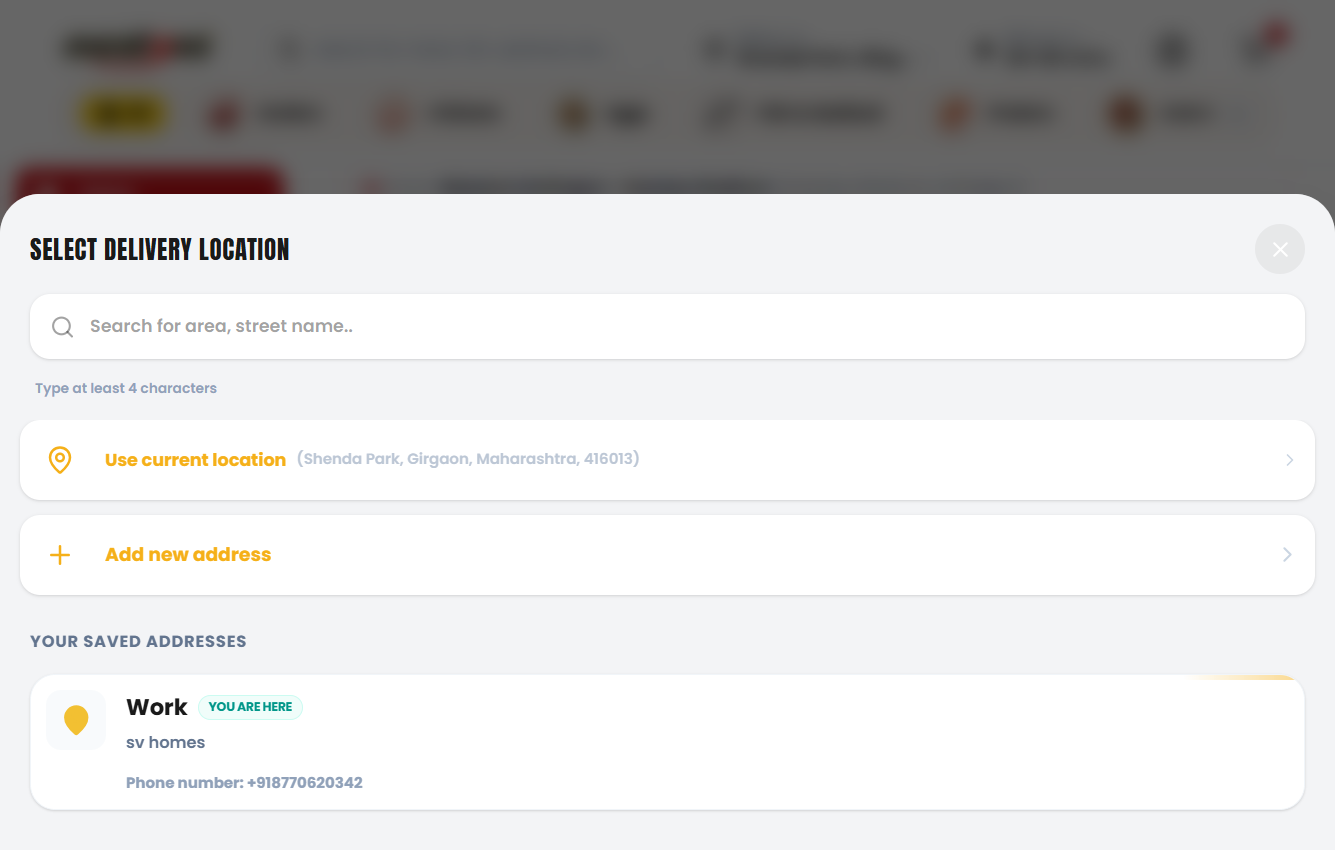 SELECT DELIVERY LOCATION
Search for area, street name..
Type at least 4 characters
Use current location (Shenda Park, Girgaon, Maharashtra, 416013)
Add new address
YOUR SAVED ADDRESSES
Work YOU ARE HERE
sv homes
Phone number: +918770620342